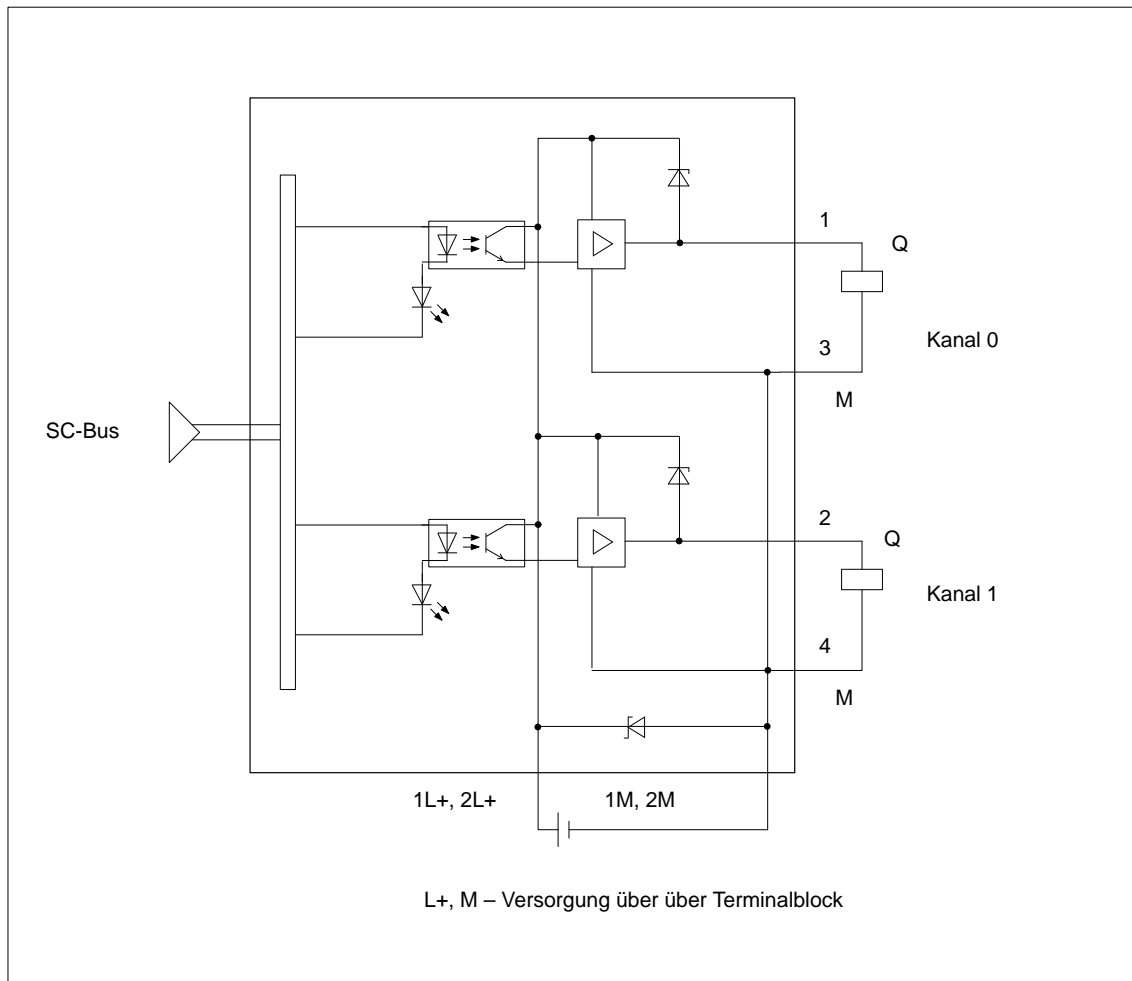 1
Q
Kanal 0
3
M
SC-Bus
2
Q
Kanal 1
4
M
1L+, 2L+
1M, 2M
L+, M – Versorgung über über Terminalblock